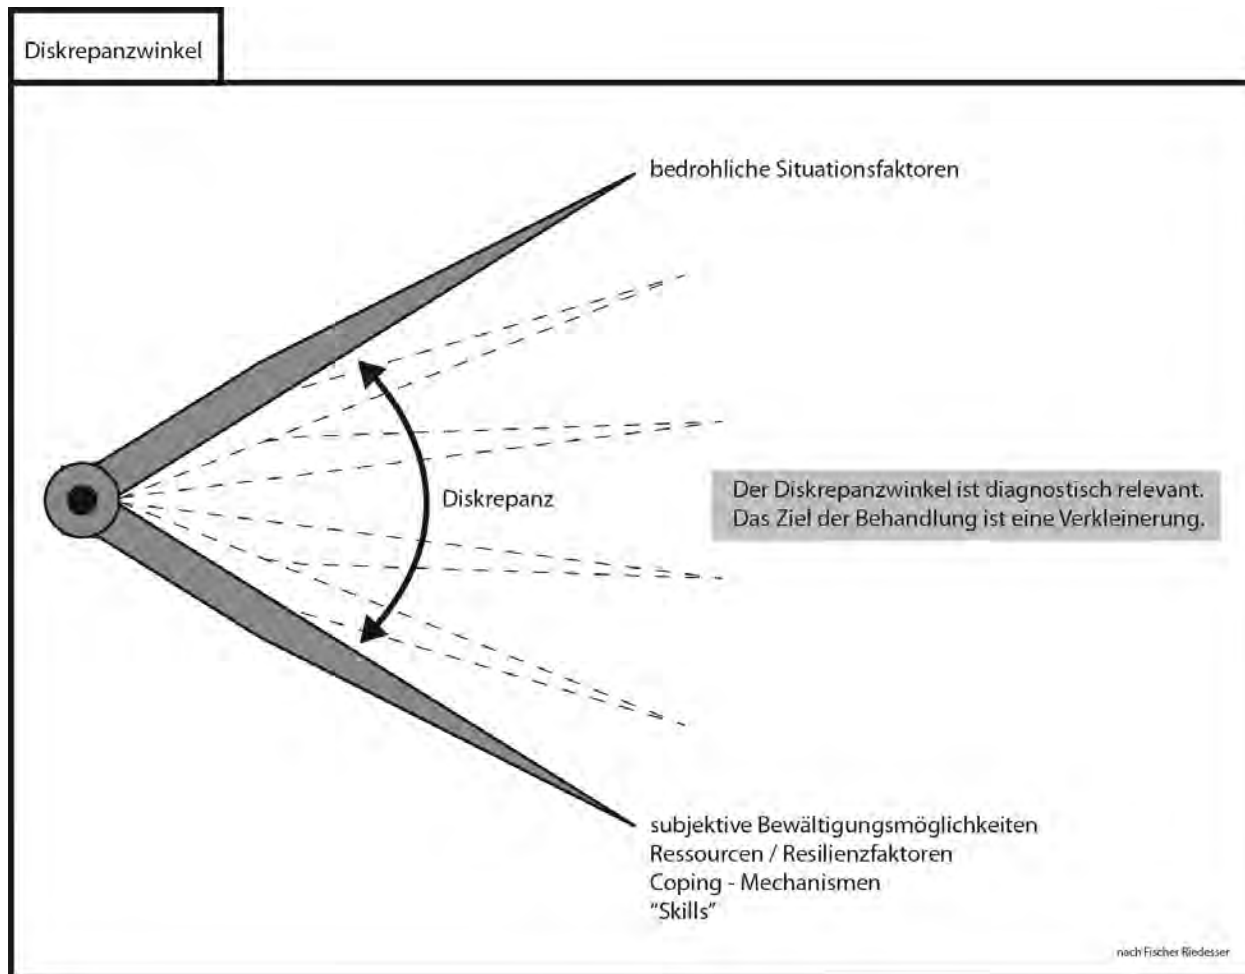 Diskrepanzwinkel
bedrohliche Situationsfaktoren
Diskrepanz
Der Diskrepanzwinkel ist diagnostisch relevant.
Das Ziel der Behandlung ist eine Verkleinerung.
subjektive Bewältigungsmöglichkeiten
Ressourcen / Resilienzfaktoren
Coping - Mechanismen
"Skills"
nach Fischer Riedesser